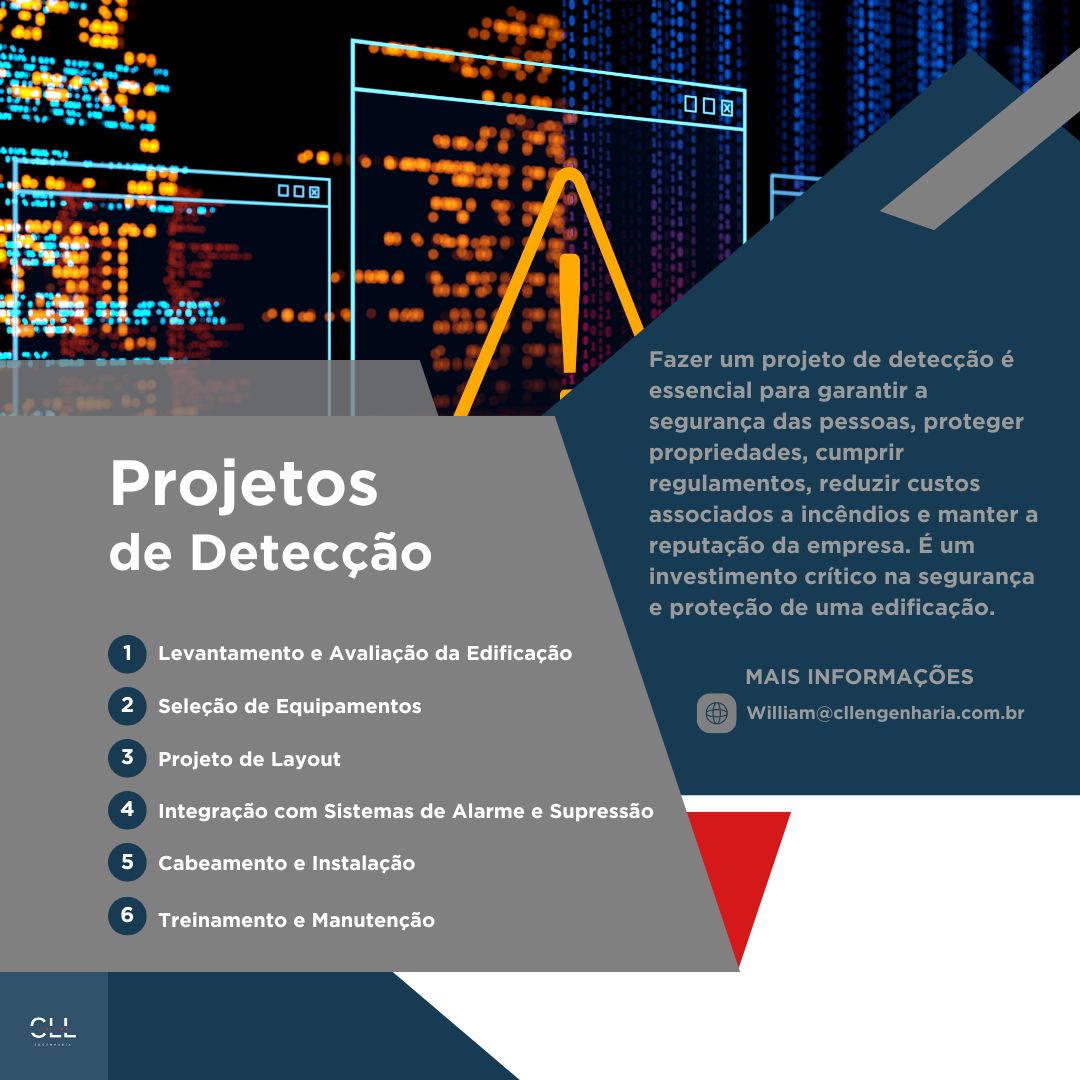 Projetos
de Detecção
1 Levantamento e Avaliação da Edificação
2 Seleção de Equipamentos
3 Projeto de Layout
4 Integração com Sistemas de Alarme e Supressão
5 Cabeamento e Instalação
6 Treinamento e Manutenção
Fazer um projeto de detecção é
essencial para garantir a
segurança das pessoas, proteger
propriedades, cumprir
regulamentos, reduzir custos
associados a incêndios e manter a
reputação da empresa. É um
investimento crítico na segurança
e proteção de uma edificação.
MAIS INFORMAÇÕES
William@cllengenharia.com.br
CLL
ENGENHARIA